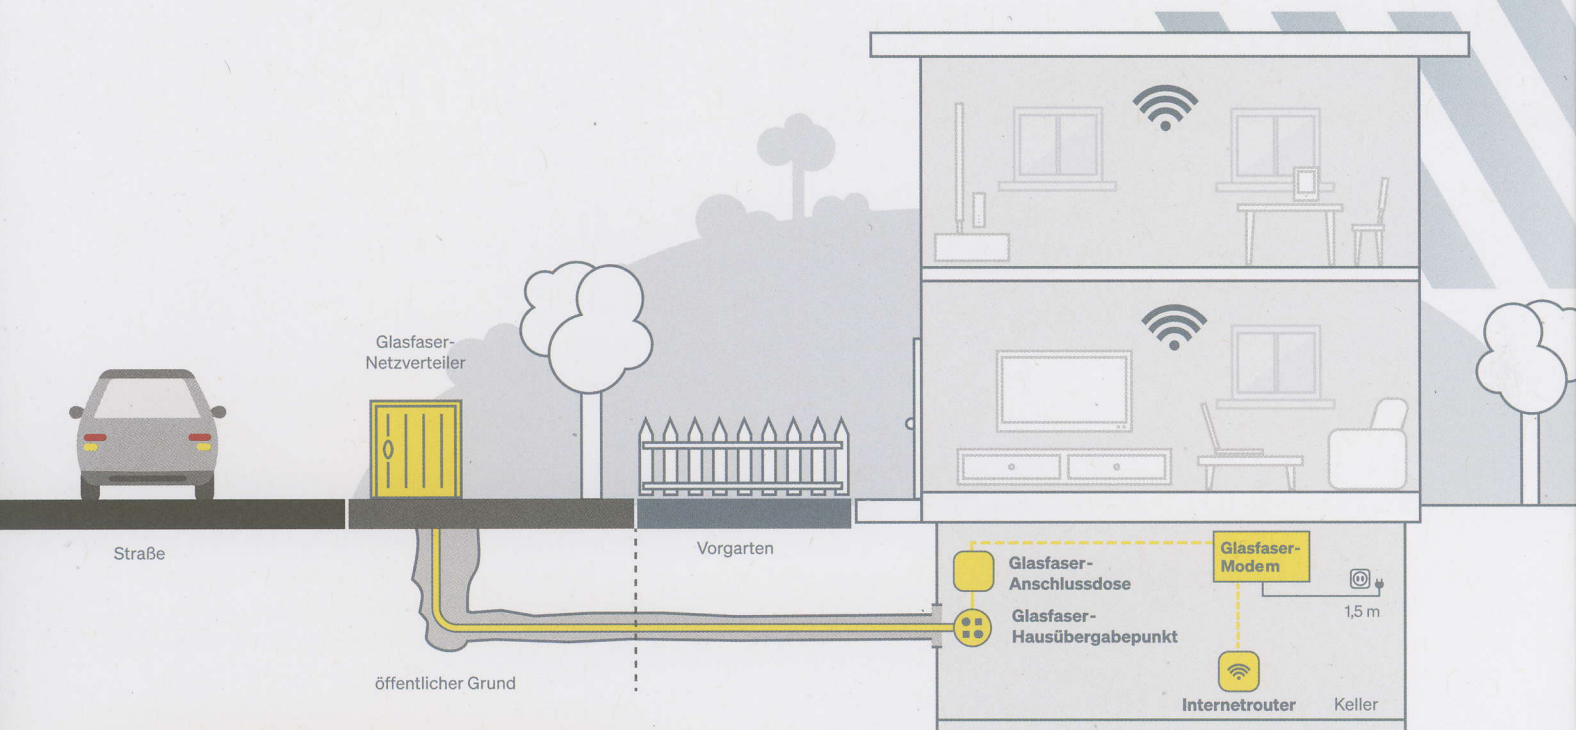 Glasfaser-
Netzverteiler
Straße
Vorgarten
öffentlicher Grund
Glasfaser-
Anschlussdose
Glasfaser-
Hausübergabepunkt
Glasfaser-
Modem
1,5 m
Internetrouter
Keller